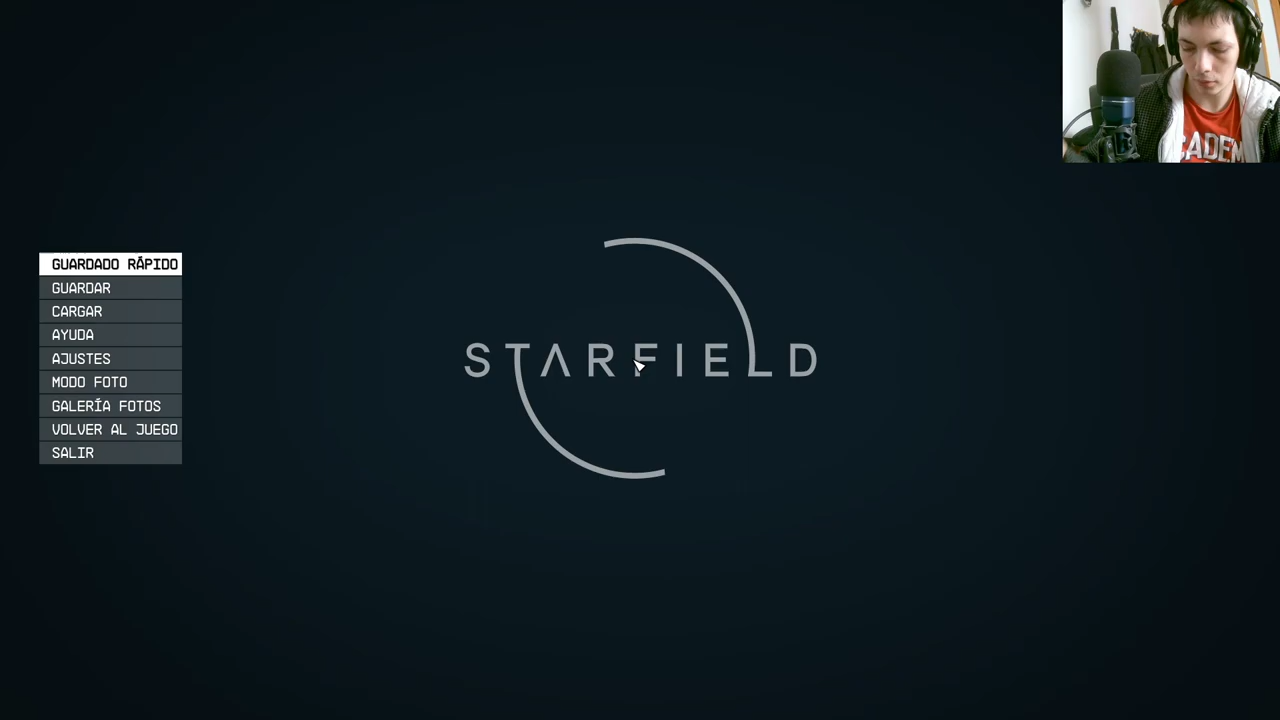 GUARDADO RÁPIDO
GUARDAR
CARGAR
AYUDA
AJUSTES
MODO FOTO
GALERÍA FOTOS
VOLVER AL JUEGO
SALIR
STARFIELD